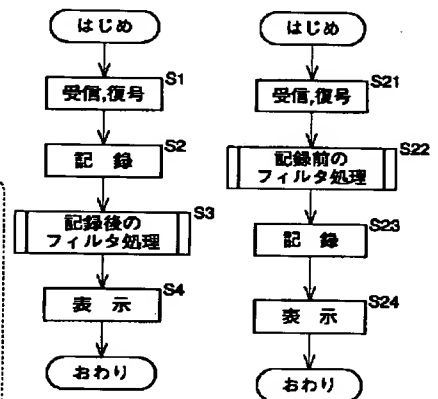 はじめ
S1
受信,復号
S2
記 録
S3
記録後の
フィルタ処理
S4
表 示
おわり
はじめ
S21
受信,復号
S22
記録前の
フィルタ処理
S23
記 録
S24
表 示
おわり